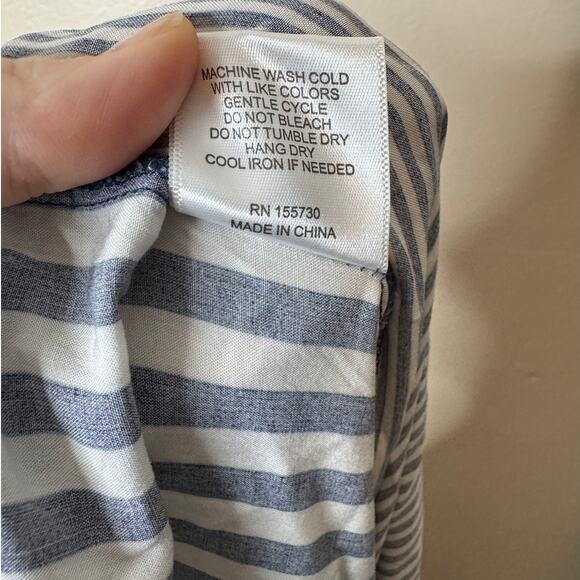 MACHINE WASH COLD
WITH LIKE COLORS
GENTLE CYCLE
DO NOT BLEACH
DO NOT TUMBLE DRY
HANG DRY
COOL IRON IF NEEDED
RN 155730
MADE IN CHINA